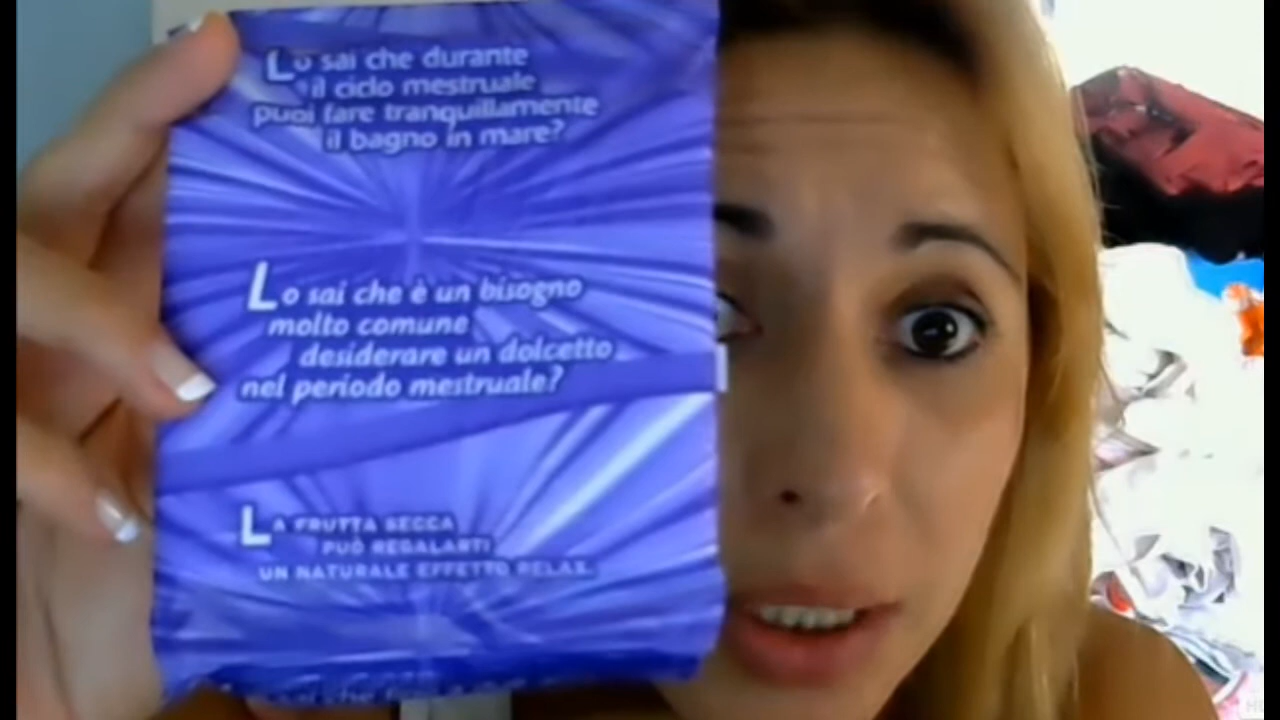 Lo sai che durante
il ciclo mestruale
puoi fare tranquillamente
il bagno in mare?
Lo sai che è un bisogno
molto comune
desiderare un dolcetto
nel periodo mestruale?
LA FRUTTA SECCA
PUÒ REGALARTI
UN NATURALE EFFETTO RELAX.